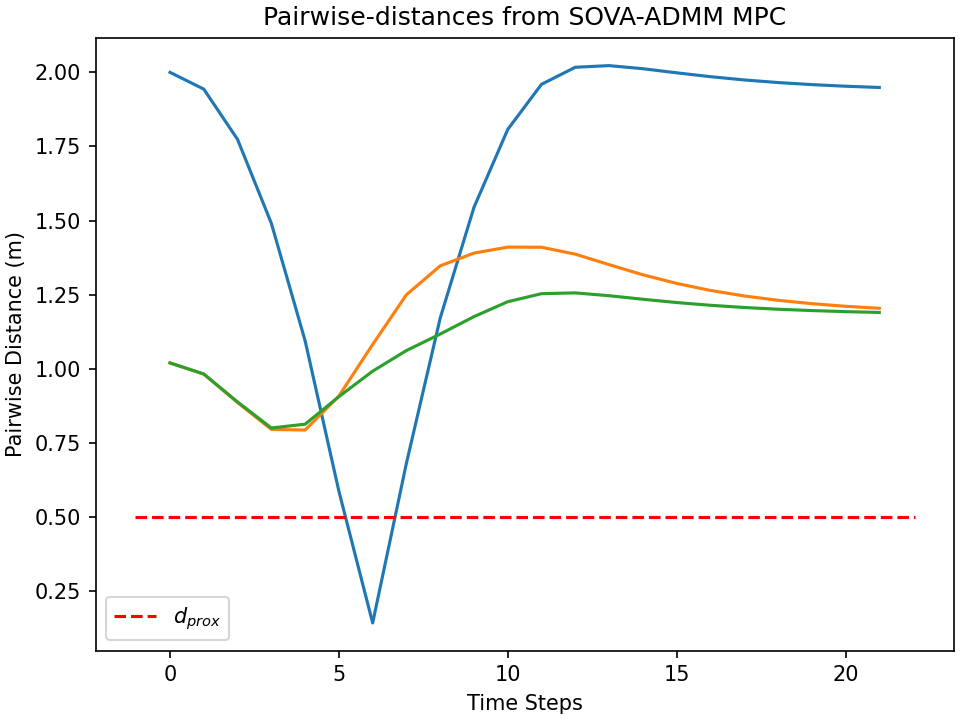 Pairwise-distances from SOVA-ADMM MPC
Pairwise Distance (m)
2.00
1.75
1.50
1.25
1.00
0.75
0.50
0.25
d_prox
0 5 10 15 20
Time Steps